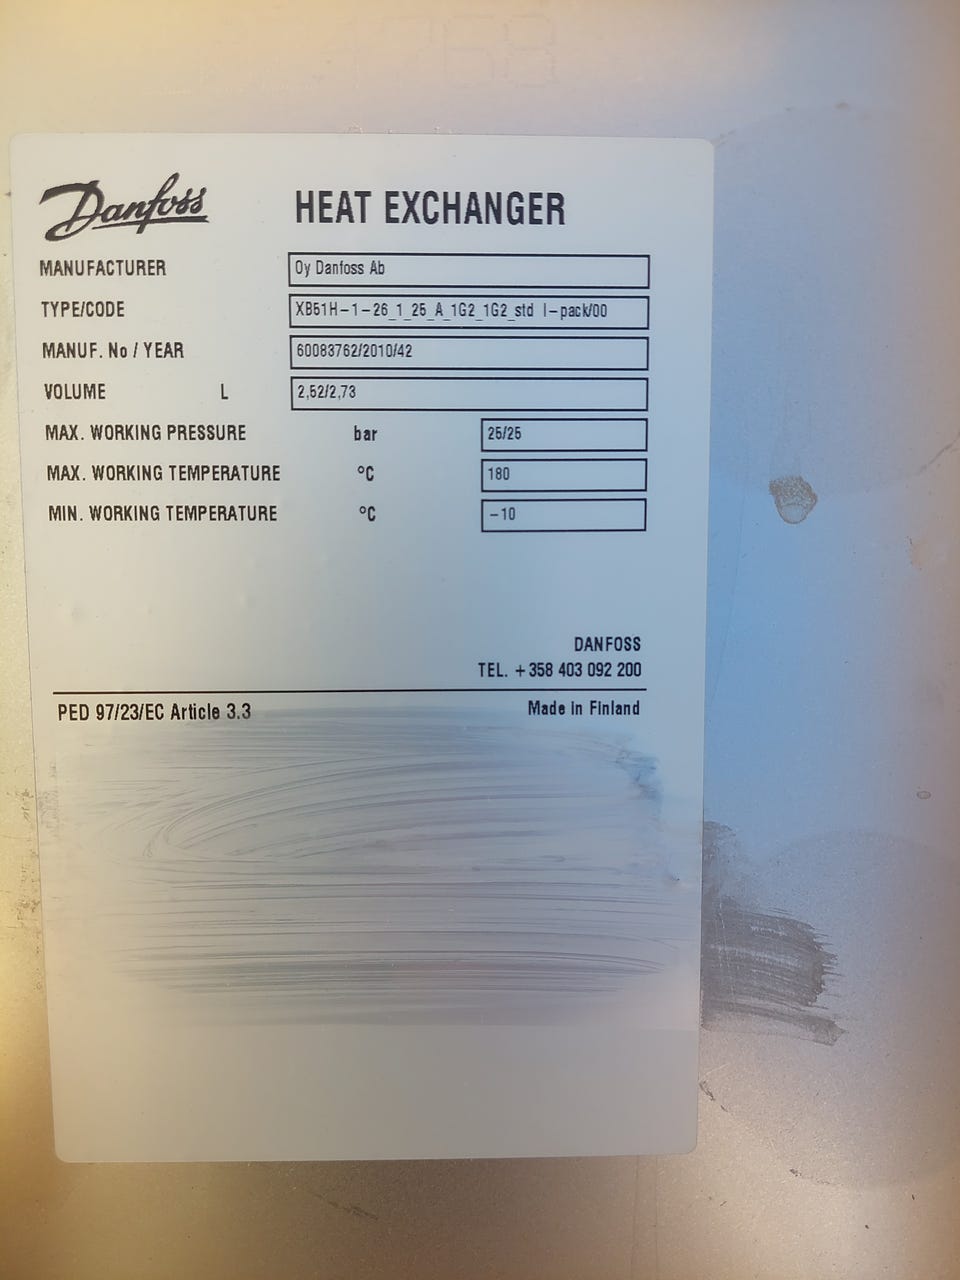 Danfoss HEAT EXCHANGER
MANUFACTURER Oy Danfoss Ab
TYPE/CODE XB51H-1-26_1_25_A_1G2_1G2_std I-pack/00
MANUF. No / YEAR 60083762/2010/42
VOLUME L 2,52/2,73
MAX. WORKING PRESSURE bar 25/25
MAX. WORKING TEMPERATURE °C 180
MIN. WORKING TEMPERATURE °C -10
DANFOSS
TEL. +358 403 092 200
PED 97/23/EC Article 3.3 Made in Finland